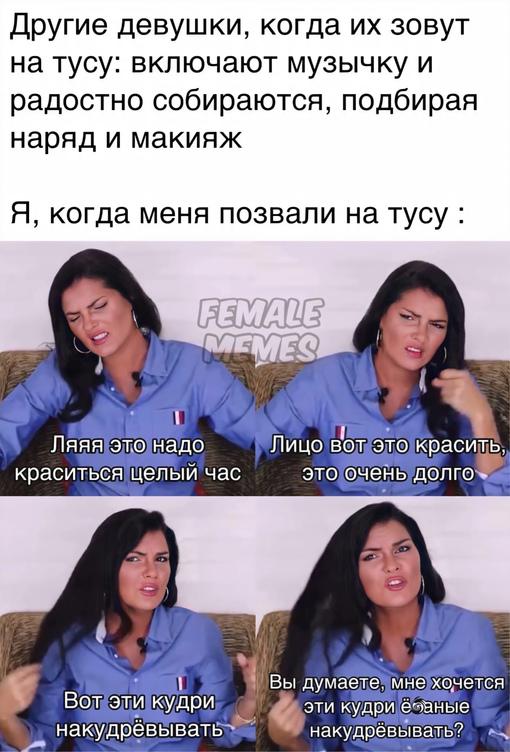 Другие девушки, когда их зовут
на тусу: включают музычку и
радостно собираются, подбирая
наряд и макияж
Я, когда меня позвали на тусу :
FEMALE
MEMES
Ляяя это надо
краситься целый час
Лицо вот это красить,
это очень долго
Вот эти кудри
накудрёвывать
Вы думаете, мне хочется
эти кудри ё𝓫аные
накудрёвывать?